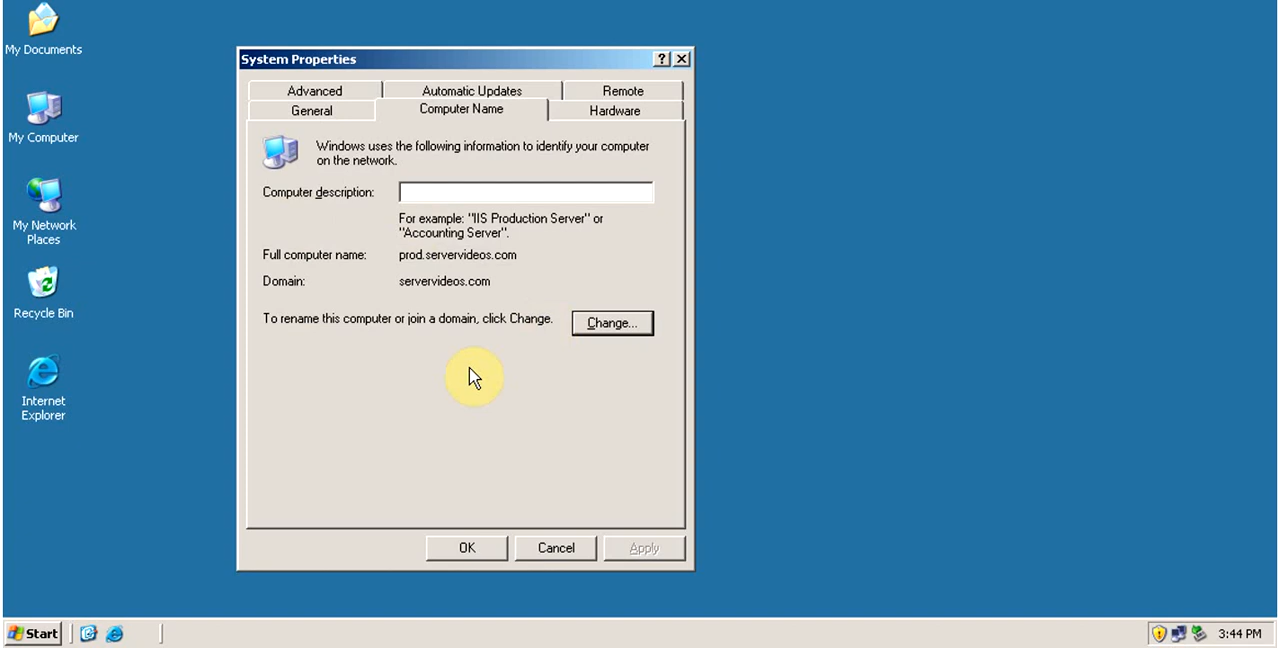 My Documents
My Computer
My Network
Places
Recycle Bin
Internet
Explorer
System Properties
Advanced
Automatic Updates
Remote
General
Computer Name
Hardware
Windows uses the following information to identify your computer
on the network.
Computer description:
For example: "IIS Production Server" or
"Accounting Server".
Full computer name:
prod.servervideos.com
Domain:
servervideos.com
To rename this computer or join a domain, click Change.
Change...
OK
Cancel
Apply
Start
3:44 PM